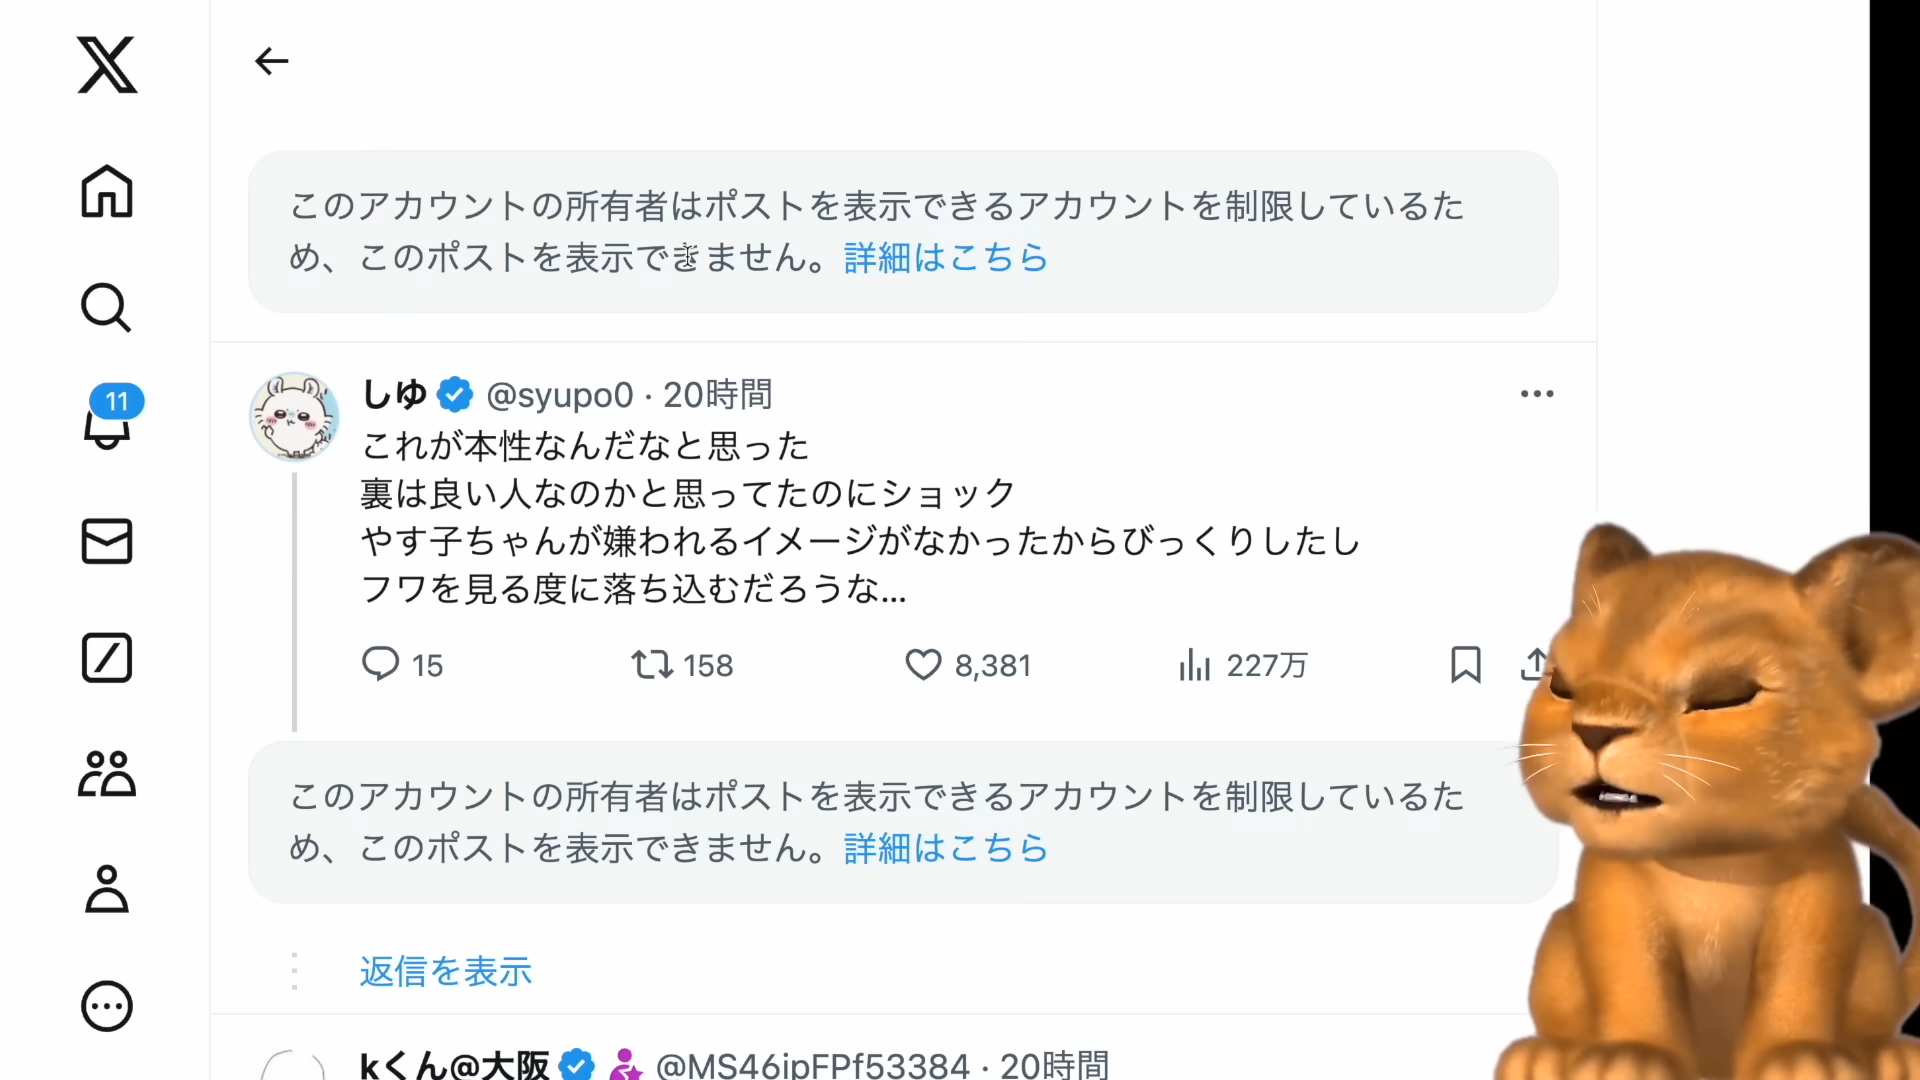 このアカウントの所有者はポストを表示できるアカウントを制限しているた
め、このポストを表示できません。詳細はこちら
11
しゆ @syupo0 · 20時間
これが本性なんだなと思った
裏は良い人なのかと思ってたのにショック
やす子ちゃんが嫌われるイメージがなかったからびっくりしたし
フワを見る度に落ち込むだろうな...
15 158 8,381 227万
このアカウントの所有者はポストを表示できるアカウントを制限しているた
め、このポストを表示できません。詳細はこちら
返信を表示
kくん@大阪 @MS46ipFPf53384 · 20時間